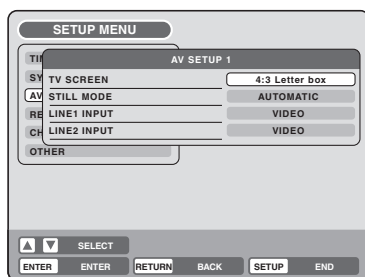 SETUP MENU
TI
AV SETUP 1
SY
TV SCREEN 4:3 Letter box
AV
STILL MODE AUTOMATIC
RE
LINE1 INPUT VIDEO
CH
LINE2 INPUT VIDEO
OTHER
SELECT
ENTER ENTER RETURN BACK SETUP END